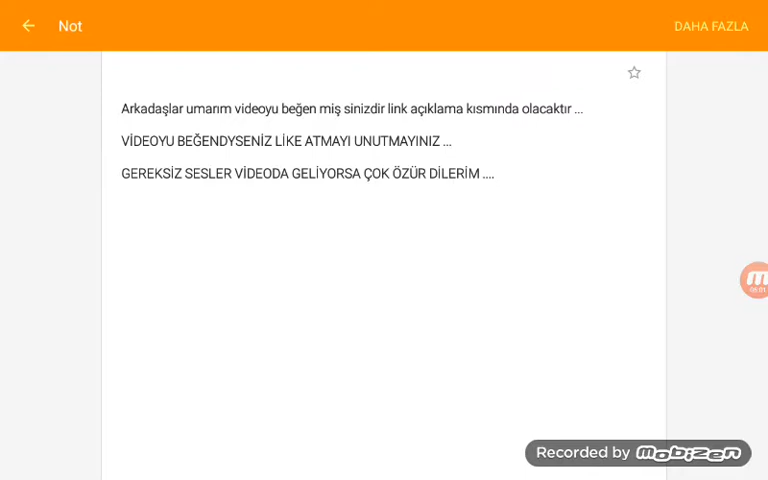 Not
DAHA FAZLA
Arkadaşlar umarım videoyu beğen miş sinizdir link açıklama kısmında olacaktır ...
VİDEOYU BEĞENDYSENİZ LİKE ATMAYI UNUTMAYINIZ ...
GEREKSİZ SESLER VİDEODA GELİYORSA ÇOK ÖZÜR DİLERİM ....
Recorded by mobizen